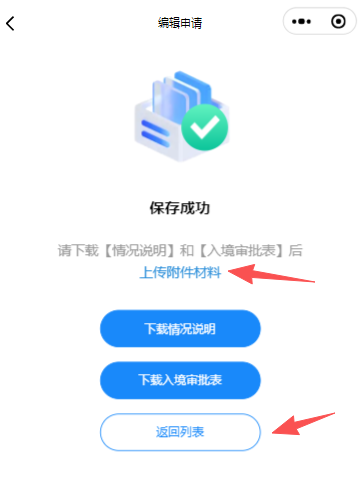 编辑申请
保存成功
请下载【情况说明】和【入境审批表】后
上传附件材料
下载情况说明
下载入境审批表
返回列表